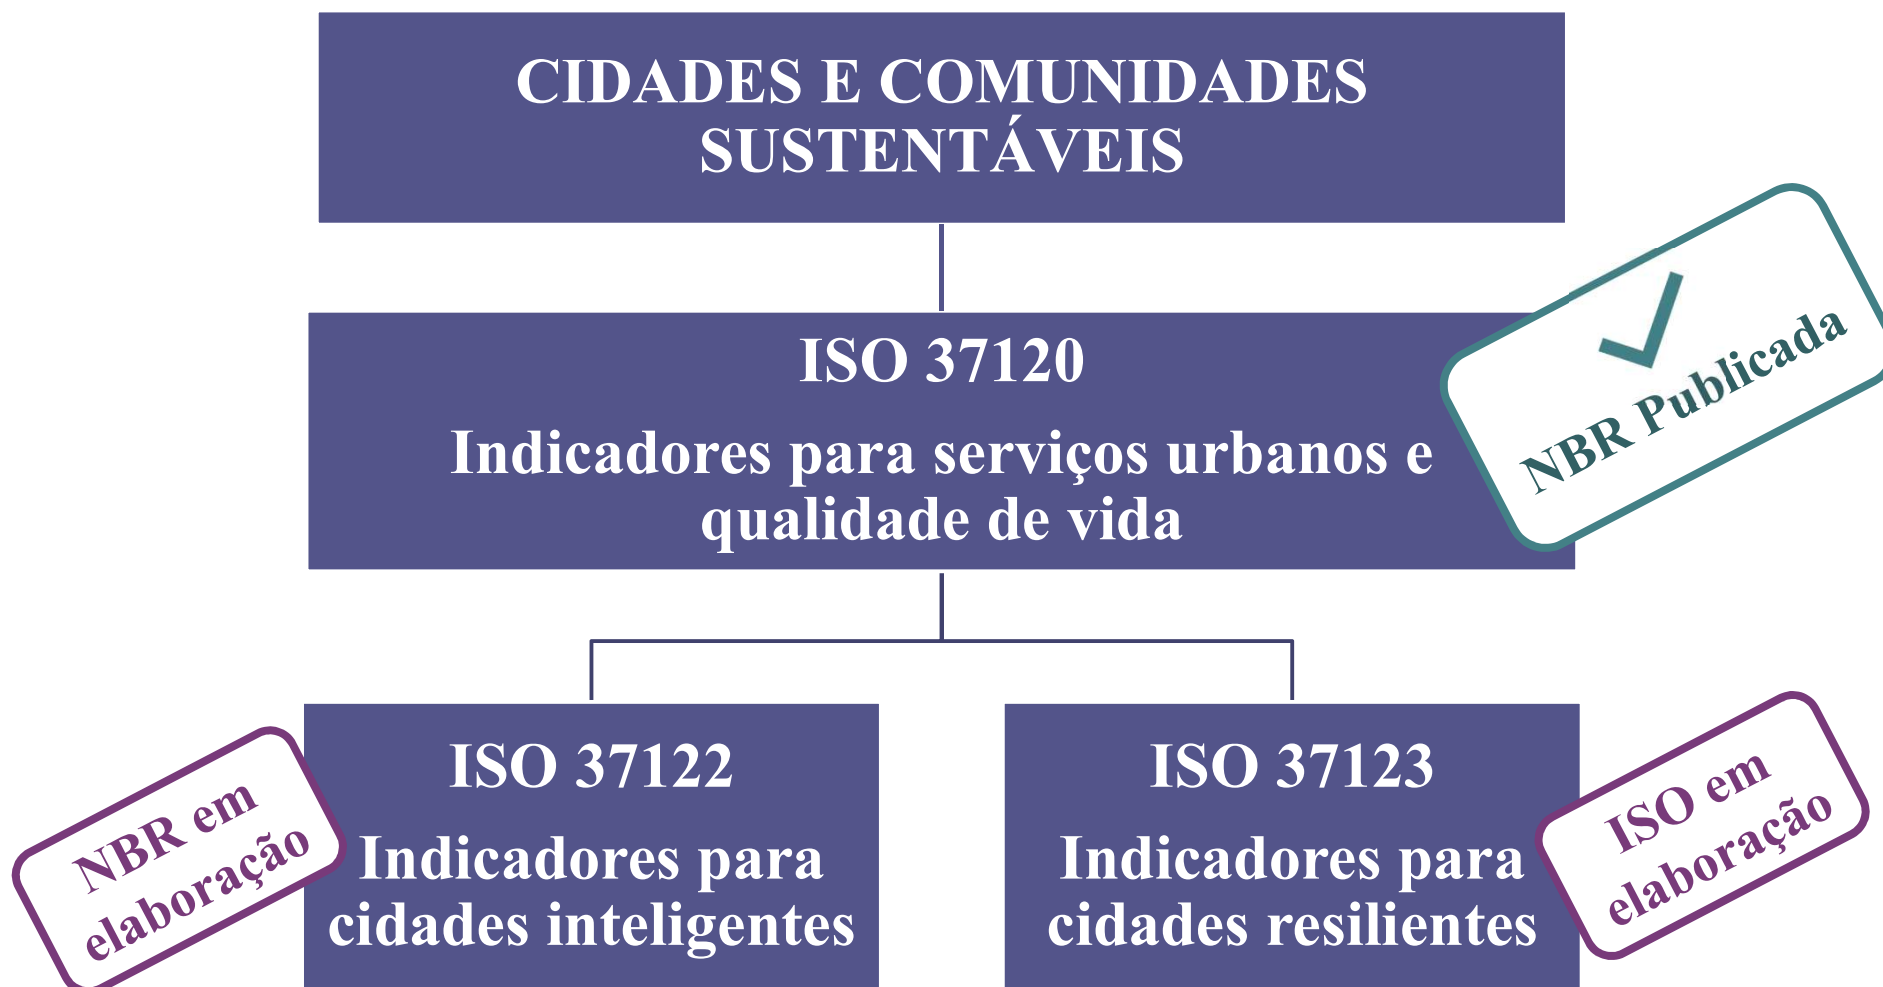 CIDADES E COMUNIDADES
SUSTENTÁVEIS
ISO 37120
Indicadores para serviços urbanos e
qualidade de vida
NBR Publicada
ISO 37122
Indicadores para
cidades inteligentes
NBR em
elaboração
ISO 37123
Indicadores para
cidades resilientes
ISO em
elaboração